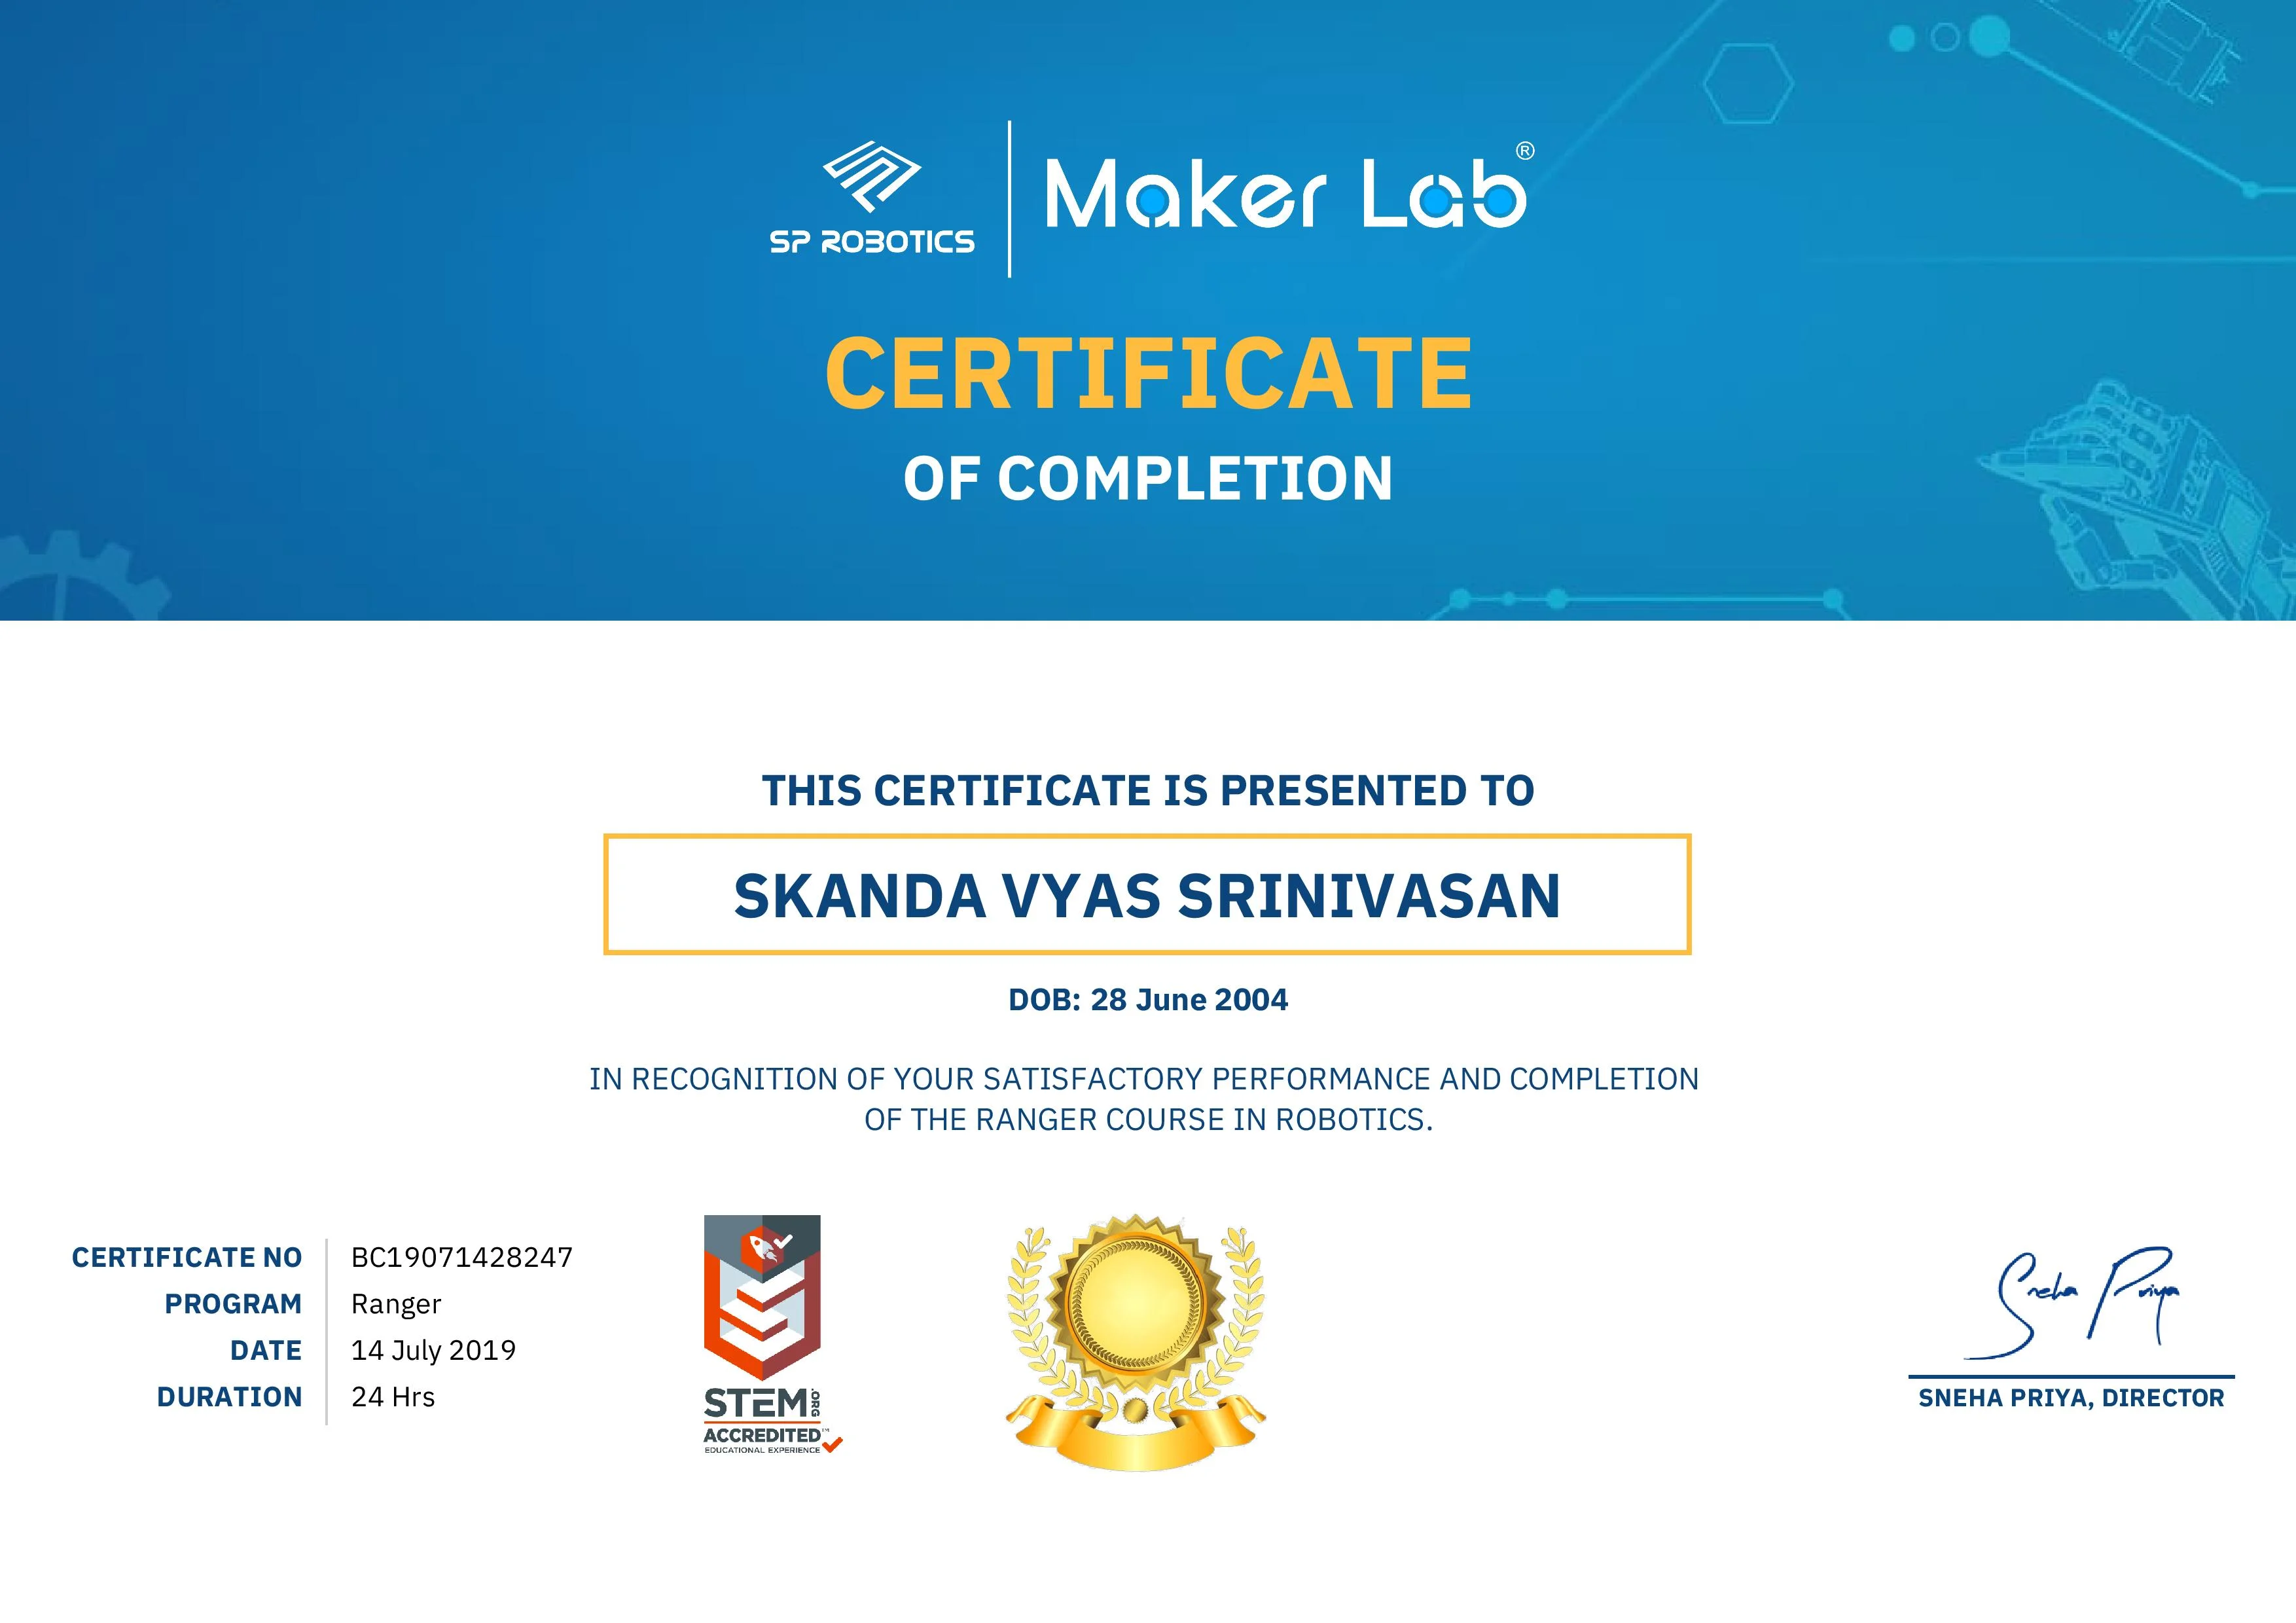 SP ROBOTICS
Maker Lab®
CERTIFICATE
OF COMPLETION
THIS CERTIFICATE IS PRESENTED TO
SKANDA VYAS SRINIVASAN
DOB: 28 June 2004
IN RECOGNITION OF YOUR SATISFACTORY PERFORMANCE AND COMPLETION
OF THE RANGER COURSE IN ROBOTICS.
CERTIFICATE NO BC19071428247
PROGRAM Ranger
DATE 14 July 2019
DURATION 24 Hrs
STEM.ORG
ACCREDITED™
EDUCATIONAL EXPERIENCE
Sneha Priya
SNEHA PRIYA, DIRECTOR